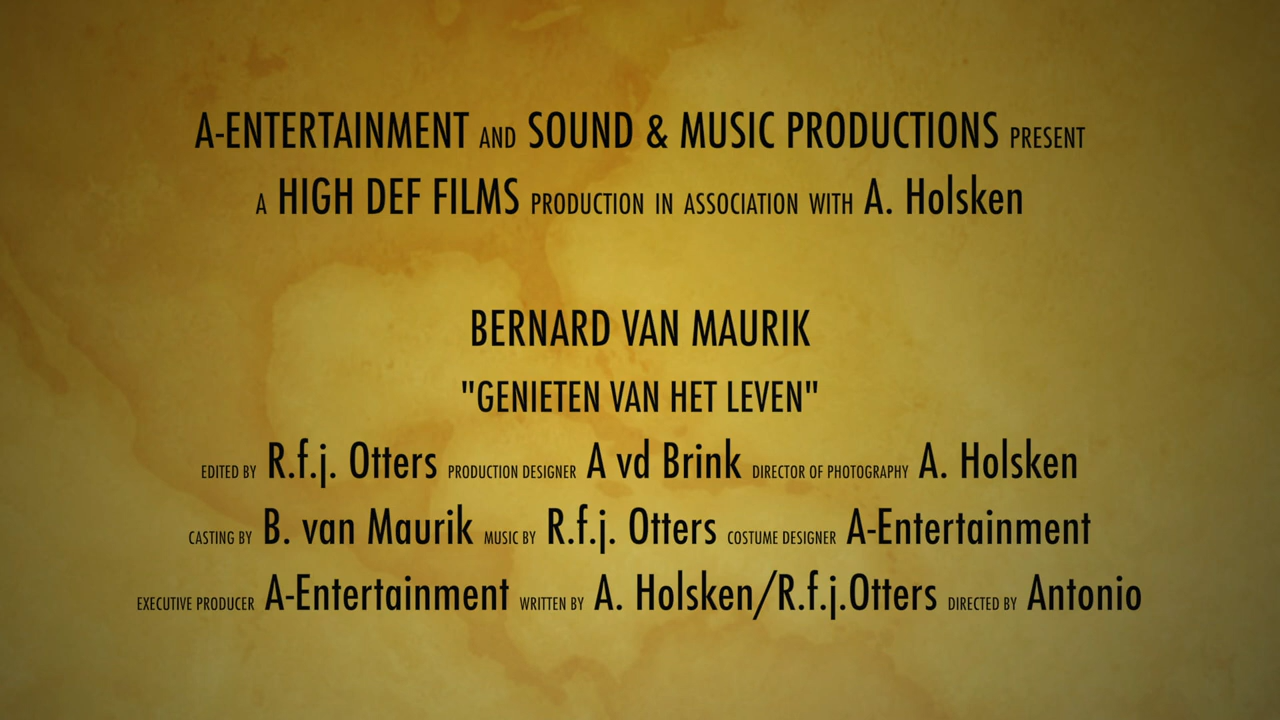 A-ENTERTAINMENT AND SOUND & MUSIC PRODUCTIONS PRESENT
A HIGH DEF FILMS PRODUCTION IN ASSOCIATION WITH A. Holsken
BERNARD VAN MAURIK
"GENIETEN VAN HET LEVEN"
EDITED BY R.f.j. Otters PRODUCTION DESIGNER A vd Brink DIRECTOR OF PHOTOGRAPHY A. Holsken
CASTING BY B. van Maurik MUSIC BY R.f.j. Otters COSTUME DESIGNER A-Entertainment
EXECUTIVE PRODUCER A-Entertainment WRITTEN BY A. Holsken/R.f.j.Otters DIRECTED BY Antonio